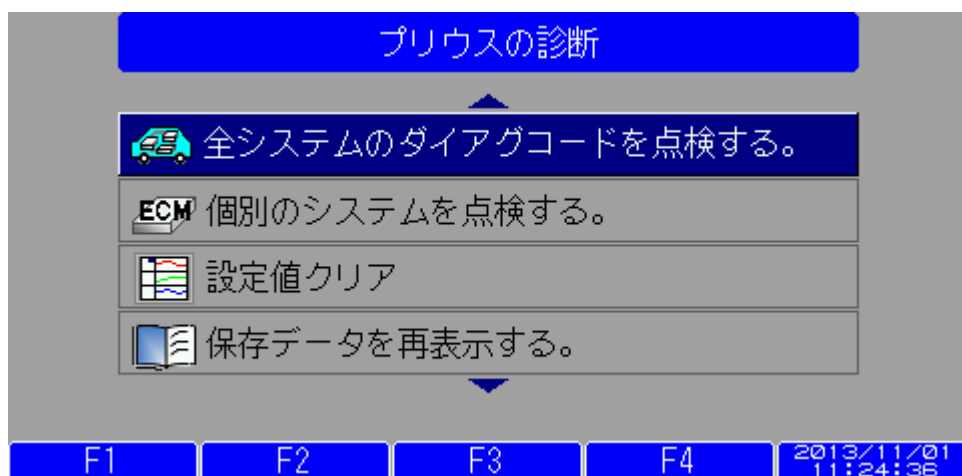 プリウスの診断
全システムのダイアグコードを点検する。
ECM 個別のシステムを点検する。
設定値クリア
保存データを再表示する。
F1 F2 F3 F4 2013/11/01
11:24:36